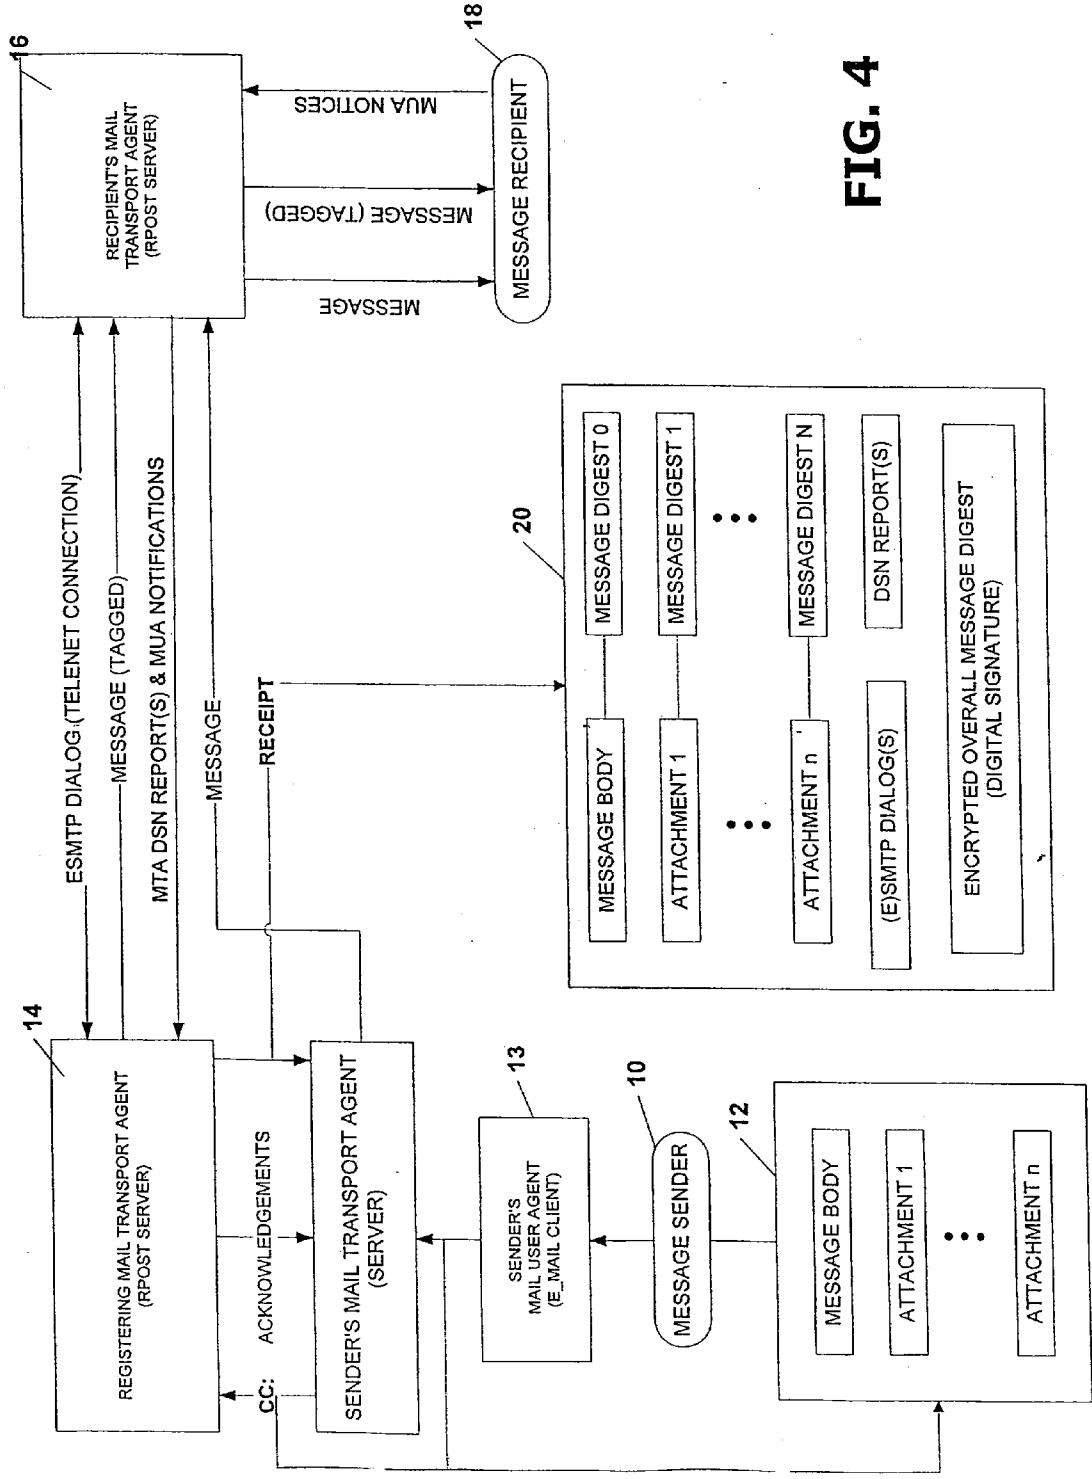 14
REGISTERING MAIL TRANSPORT AGENT
(RPOST SERVER)
CC:
ACKNOWLEDGEMENTS
SENDER'S MAIL TRANSPORT AGENT
(SERVER)
13
SENDER'S
MAIL USER AGENT
(E_MAIL CLIENT)
10
MESSAGE SENDER
12
MESSAGE BODY
ATTACHMENT 1
ATTACHMENT n
ESMTP DIALOG (TELENET CONNECTION)
MESSAGE (TAGGED)
MTA DSN REPORT(S) & MUA NOTIFICATIONS
MESSAGE
RECEIPT
16
RECIPIENT'S MAIL
TRANSPORT AGENT
(RPOST SERVER)
MESSAGE
MESSAGE (TAGGED)
MUA NOTICES
18
MESSAGE RECIPIENT
20
MESSAGE BODY
MESSAGE DIGEST 0
ATTACHMENT 1
MESSAGE DIGEST 1
ATTACHMENT n
MESSAGE DIGEST N
(E)SMTP DIALOG(S)
DSN REPORT(S)
ENCRYPTED OVERALL MESSAGE DIGEST
(DIGITAL SIGNATURE)
FIG. 4